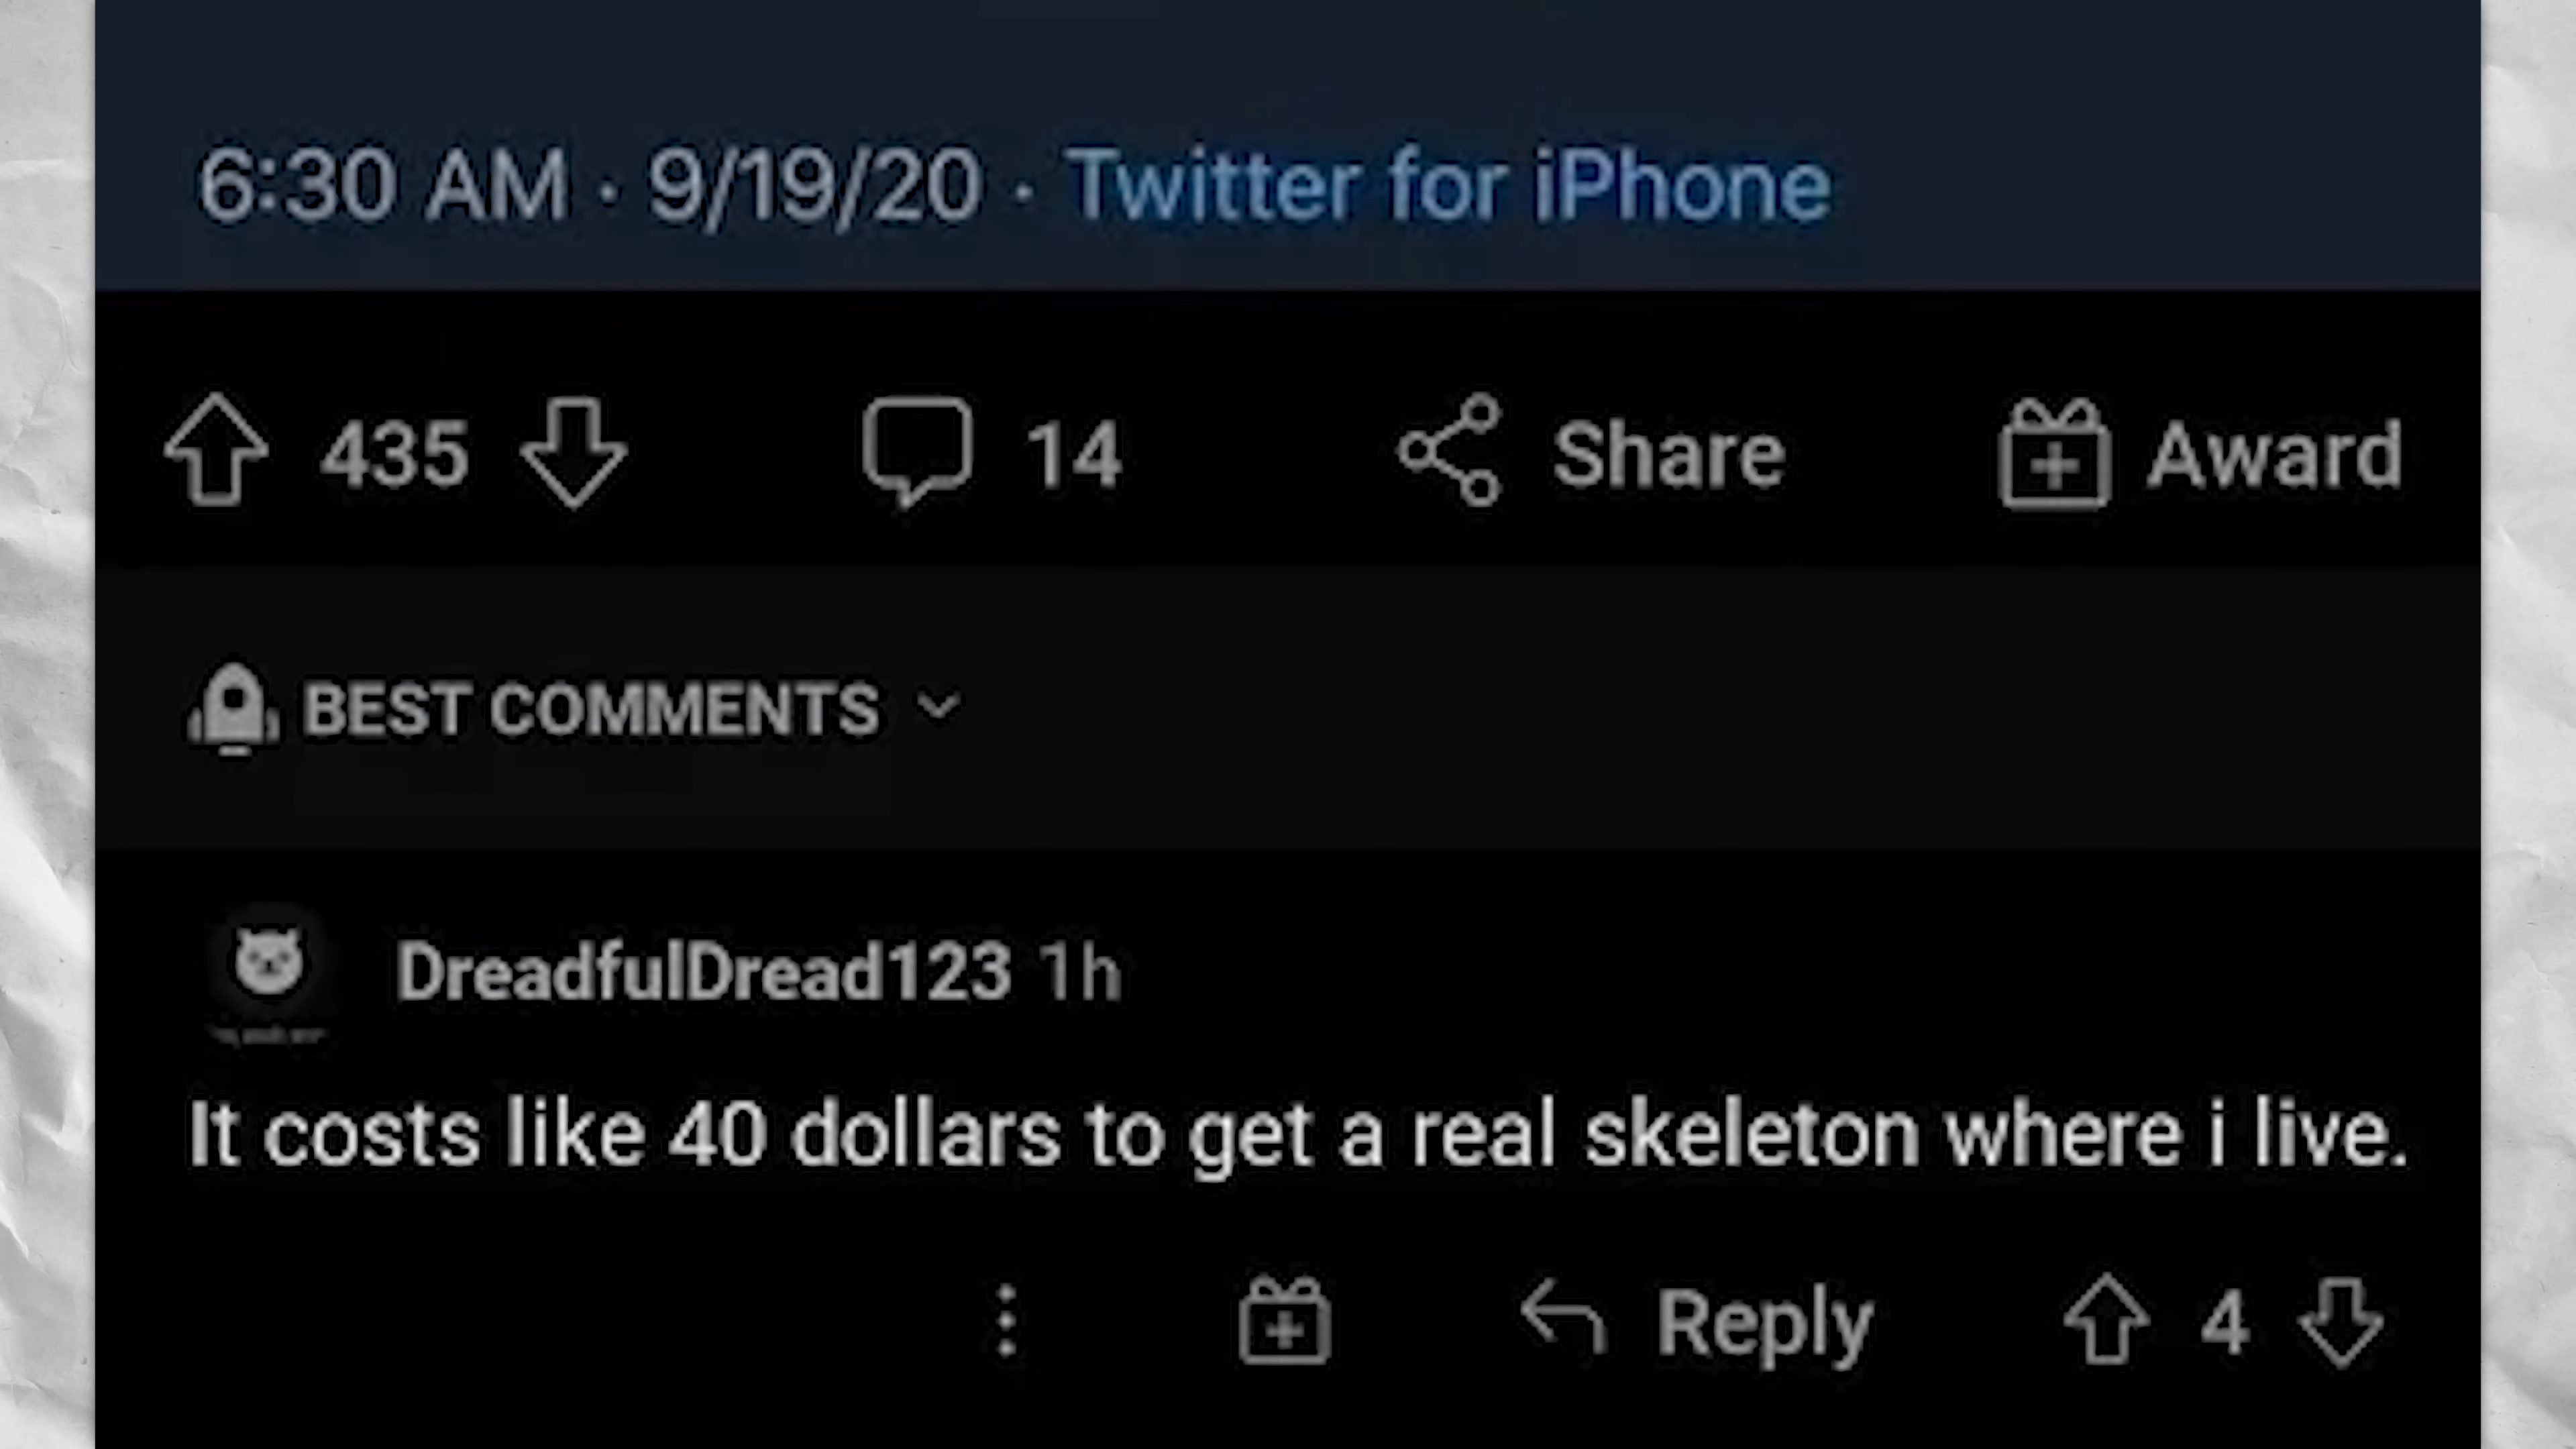 6:30 AM · 9/19/20 · Twitter for iPhone
435 14 Share Award
BEST COMMENTS
DreadfulDread123 1h
It costs like 40 dollars to get a real skeleton where i live.
Reply 4